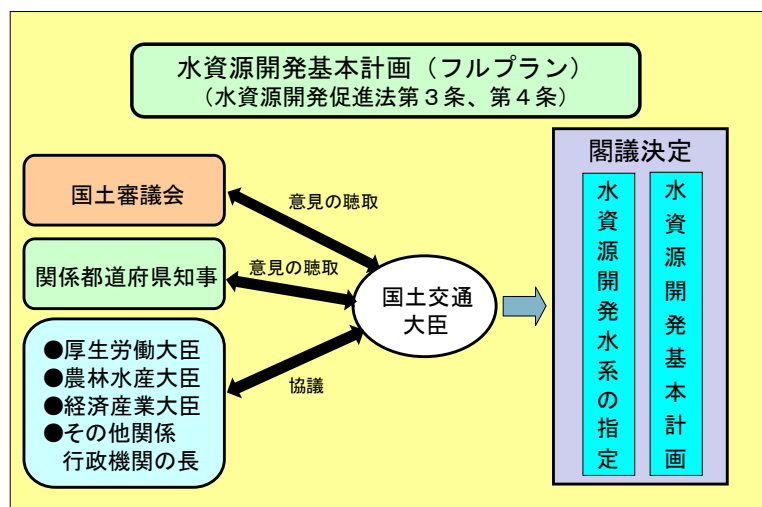 水資源開発基本計画（フルプラン）
（水資源開発促進法第３条、第４条）
国土審議会
意見の聴取
関係都道府県知事
意見の聴取
●厚生労働大臣
●農林水産大臣
●経済産業大臣
●その他関係
行政機関の長
協議
国土交通
大臣
閣議決定
水資源開発水系の指定
水資源開発基本計画